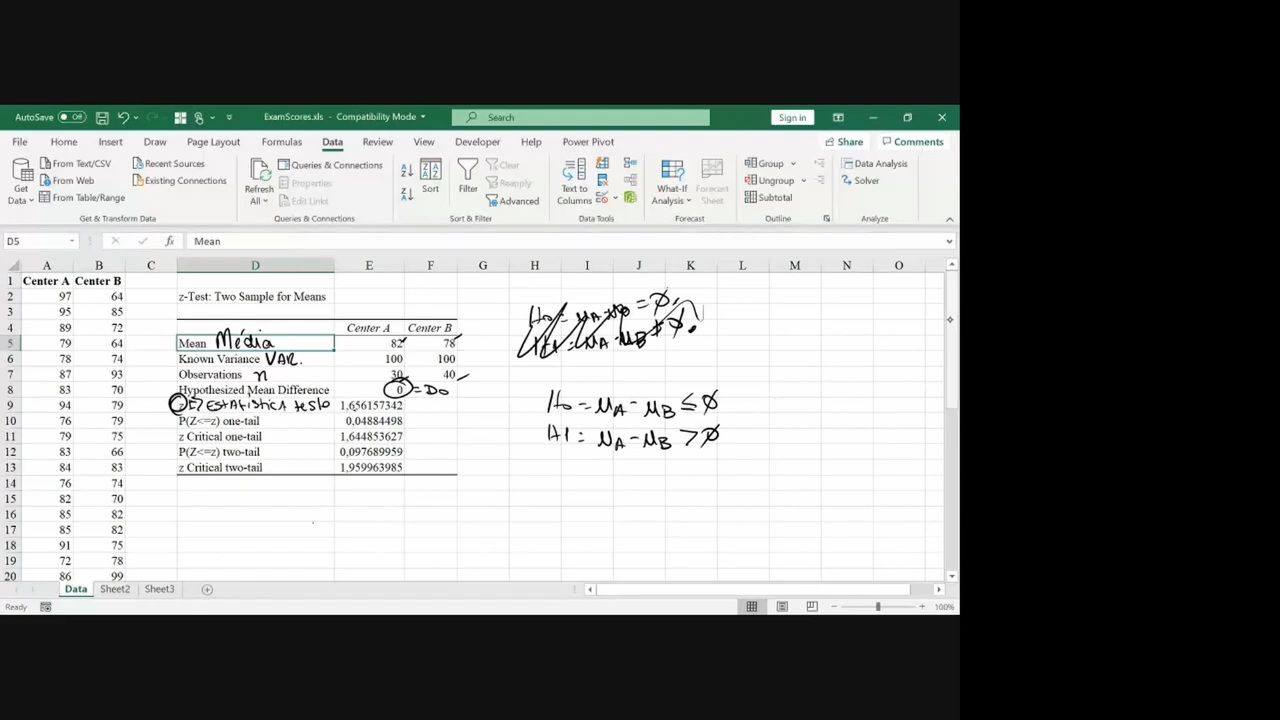 AutoSave Off ExamScores.xls - Compatibility Mode Search Sign in
File Home Insert Draw Page Layout Formulas Data Review View Developer Help Power Pivot Share Comments
Get Data From Text/CSV From Web From Table/Range Recent Sources Existing Connections
Get & Transform Data
Refresh All Queries & Connections Properties Edit Links
Queries & Connections
Sort Filter Clear Reapply Advanced
Sort & Filter
Text to Columns
Data Tools
What-If Analysis Forecast Sheet
Forecast
Group Ungroup Subtotal
Outline
Data Analysis Solver
Analyze
D5 fx Mean
A B C D E F G H I J K L M N O
1 Center A Center B
2 97 64 z-Test: Two Sample for Means
3 95 85
4 89 72 Center A Center B
5 79 64 Mean Média 82 78
6 78 74 Known Variance VAR. 100 100
7 87 93 Observations n 30 40
8 83 70 Hypothesized Mean Difference 0 = Do
9 94 79 z Estatística teste 1,656157342
10 76 79 P(Z<=z) one-tail 0,04884498
11 79 75 z Critical one-tail 1,644853627
12 83 66 P(Z<=z) two-tail 0,097689959
13 84 83 z Critical two-tail 1,959963985
14 76 74
15 82 70
16 85 82
17 85 82
18 91 75
19 72 78
20 86 99
H0 = μA - μB = 0
H1 = μA - μB ≠ 0
H0 = μA - μB ≤ 0
H1 = μA - μB > 0
Data Sheet2 Sheet3
Ready 100%